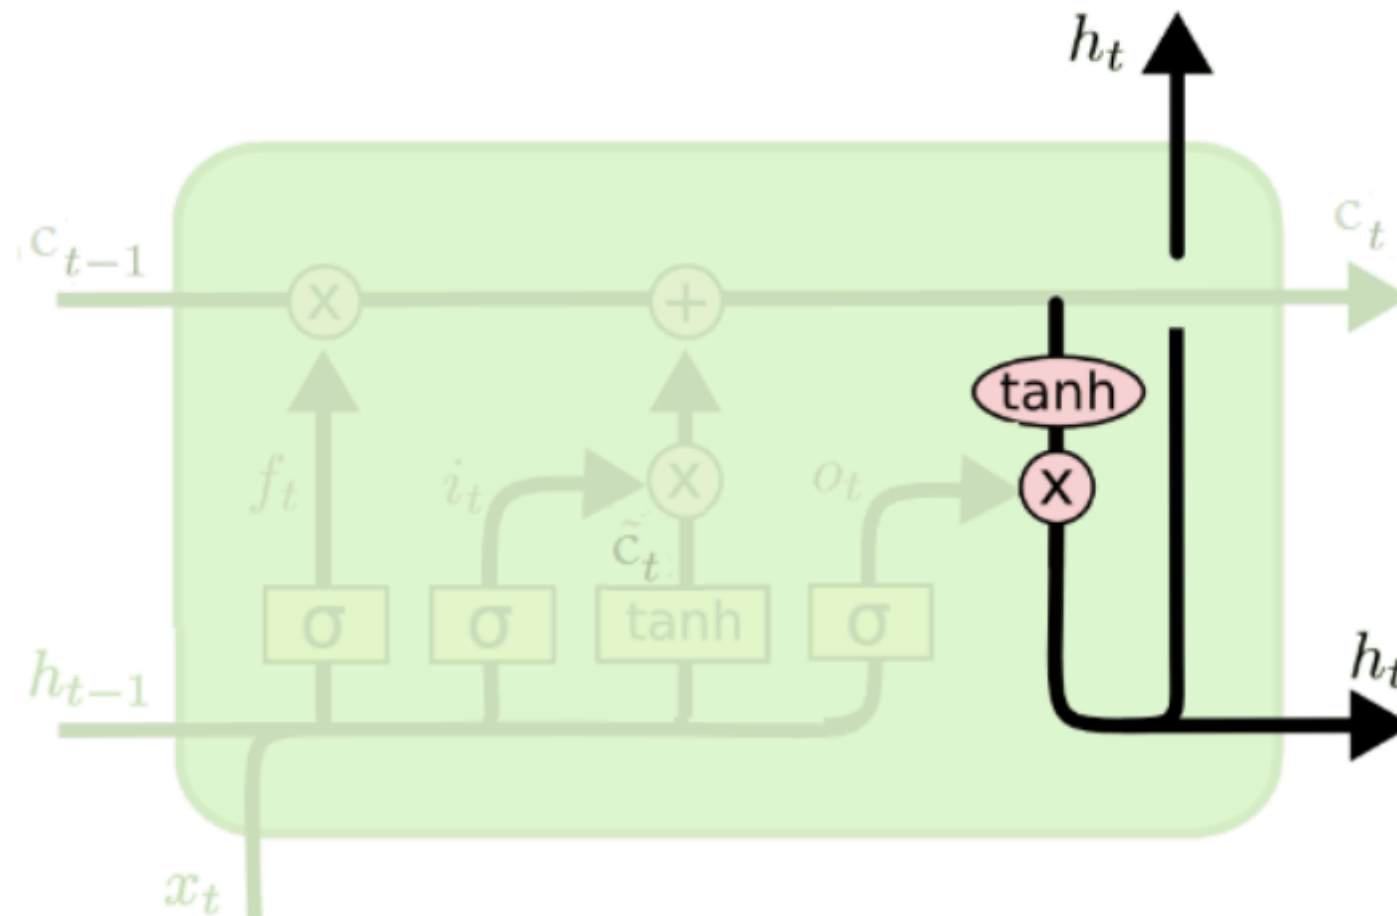 h_t
c_{t-1}
c_t
x
+
tanh
f_t
i_t
x
o_t
x
c̃_t
σ
σ
tanh
σ
h_{t-1}
h_t
x_t